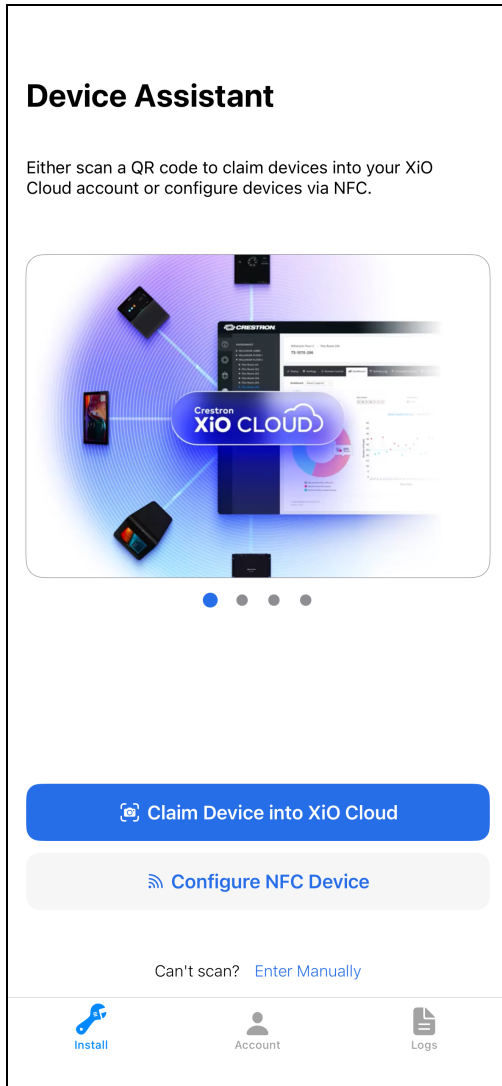 Device Assistant
Either scan a QR code to claim devices into your XiO
Cloud account or configure devices via NFC.
CRESTRON
Crestron
XiO CLOUD
Claim Device into XiO Cloud
Configure NFC Device
Can't scan? Enter Manually
Install Account Logs